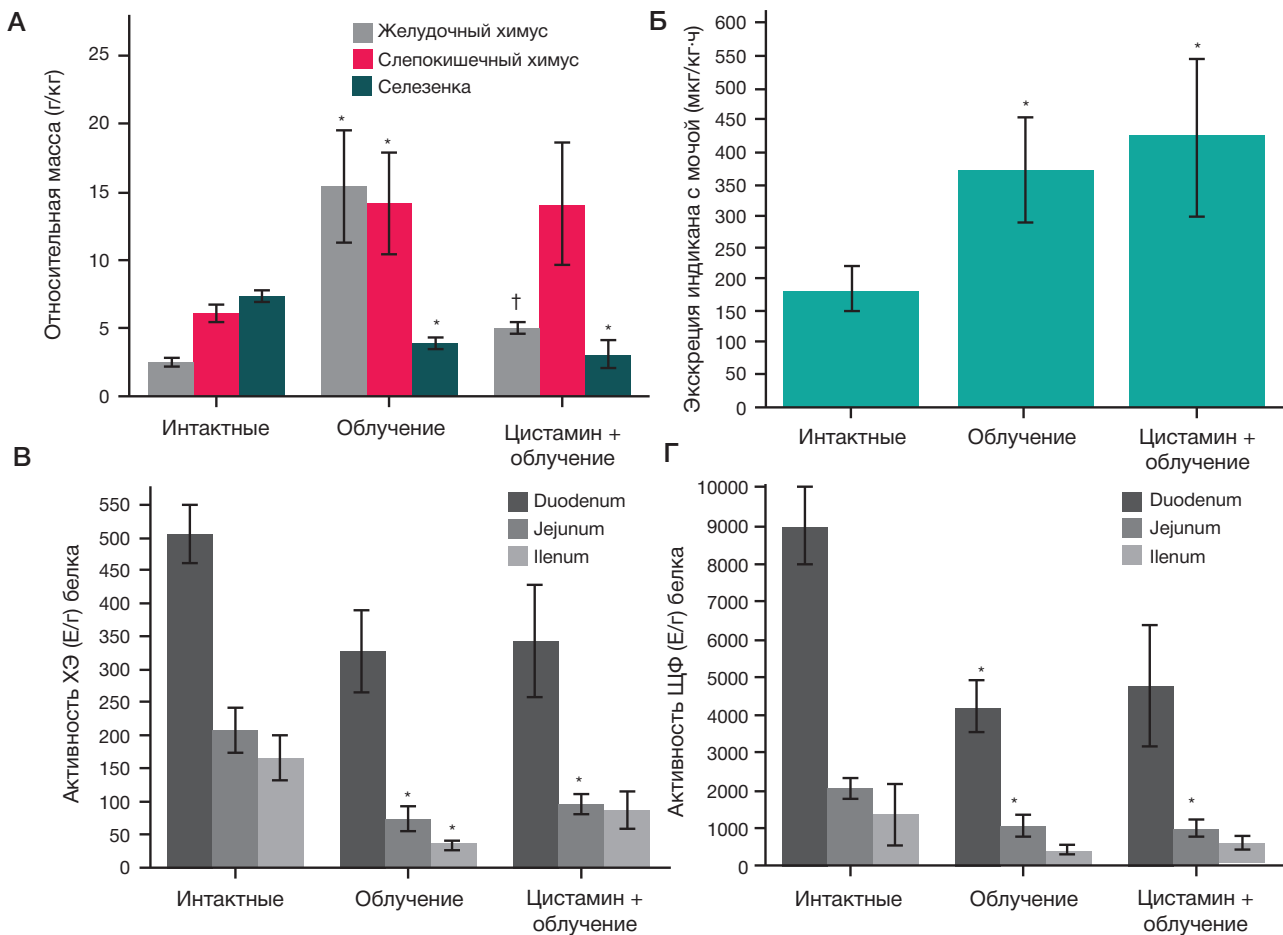 А
Относительная масса (г/кг)
25
20
15
10
5
0
Желудочный химус
Слепокишечный химус
Селезенка
*
*
*
†
*
Интактные
Облучение
Цистамин +
облучение
Б
Экскреция индикана с мочой (мкг/кг·ч)
600
550
500
450
400
350
300
250
200
150
100
50
0
*
*
Интактные
Облучение
Цистамин +
облучение
В
Активность ХЭ (Е/г) белка
550
500
450
400
350
300
250
200
150
100
50
0
Duodenum
Jejunum
Ilenum
*
*
*
Интактные
Облучение
Цистамин +
облучение
Г
Активность ЩФ (Е/г) белка
10000
9000
8000
7000
6000
5000
4000
3000
2000
1000
0
Duodenum
Jejunum
Ilenum
*
*
*
Интактные
Облучение
Цистамин +
облучение